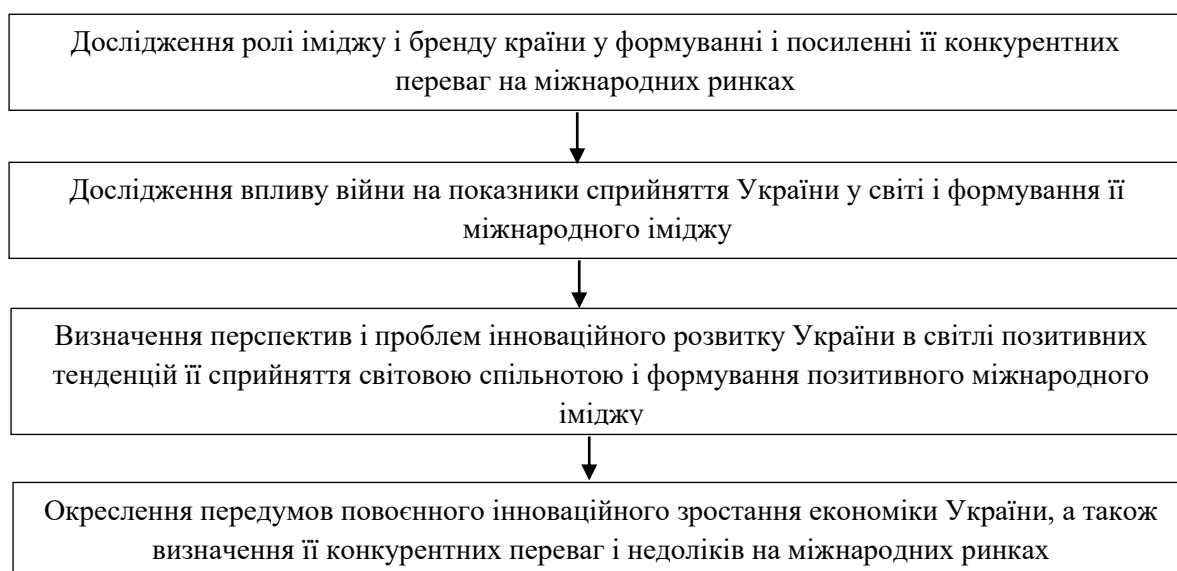 Дослідження ролі іміджу і бренду країни у формуванні і посиленні її конкурентних
переваг на міжнародних ринках
Дослідження впливу війни на показники сприйняття України у світі і формування її
міжнародного іміджу
Визначення перспектив і проблем інноваційного розвитку України в світлі позитивних
тенденцій її сприйняття світовою спільнотою і формування позитивного міжнародного
іміджу
Окреслення передумов повоєнного інноваційного зростання економіки України, а також
визначення її конкурентних переваг і недоліків на міжнародних ринках